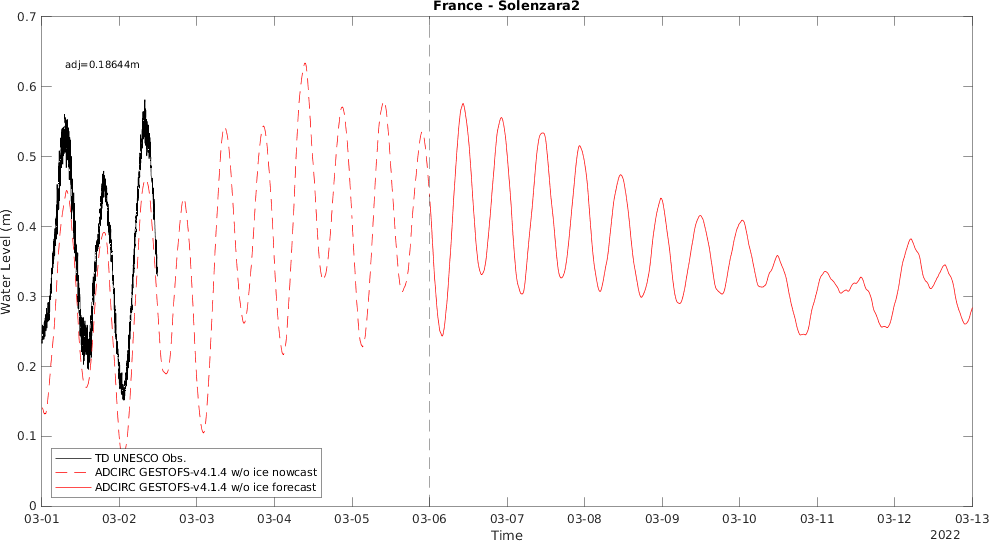 France - Solenzara2
adj=0.18644m
Water Level (m)
0.7
0.6
0.5
0.4
0.3
0.2
0.1
0
TD UNESCO Obs.
ADCIRC GESTOFS-v4.1.4 w/o ice nowcast
ADCIRC GESTOFS-v4.1.4 w/o ice forecast
03-01 03-02 03-03 03-04 03-05 03-06 03-07 03-08 03-09 03-10 03-11 03-12 03-13
Time
2022